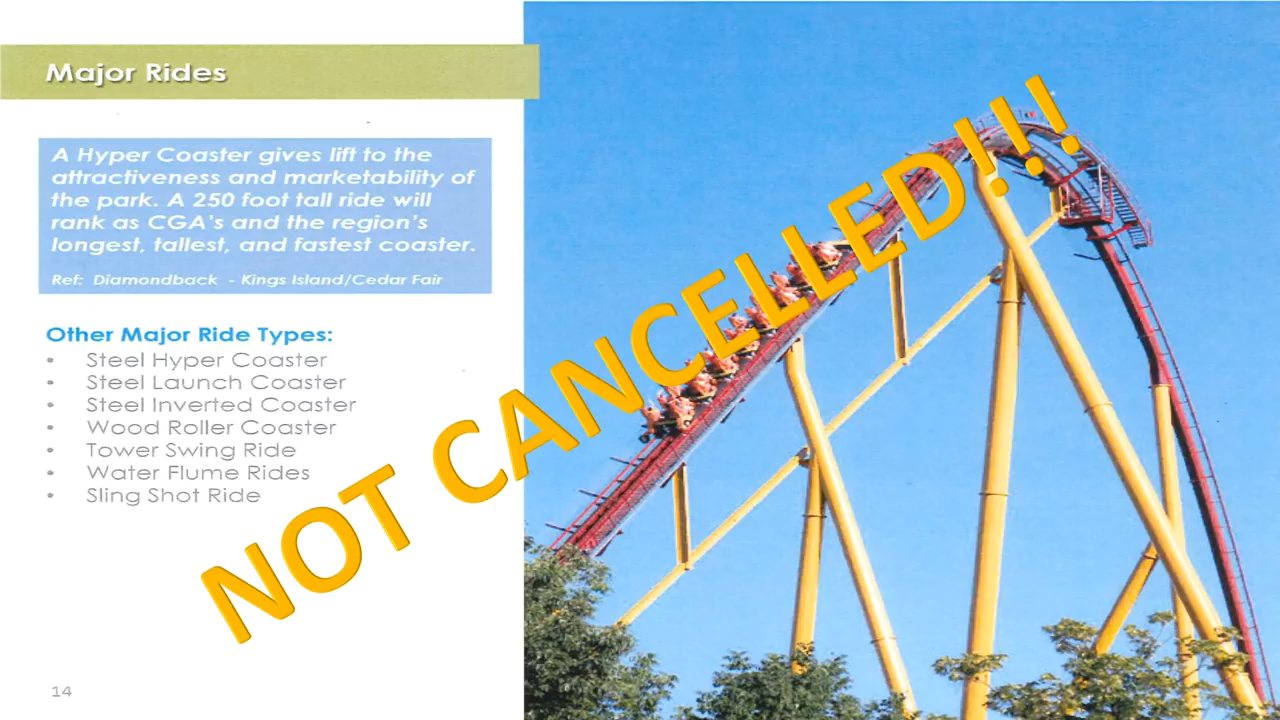 Major Rides
A Hyper Coaster gives lift to the
attractiveness and marketability of
the park. A 250 foot tall ride will
rank as CGA's and the region's
longest, tallest, and fastest coaster.
Ref: Diamondback - Kings Island/Cedar Fair
Other Major Ride Types:
• Steel Hyper Coaster
• Steel Launch Coaster
• Steel Inverted Coaster
• Wood Roller Coaster
• Tower Swing Ride
• Water Flume Rides
• Sling Shot Ride
NOT CANCELLED!!!
14